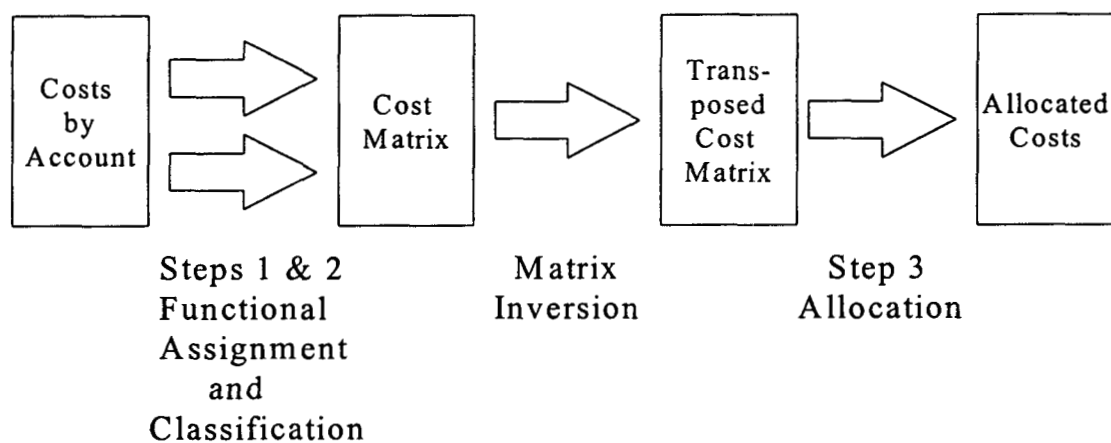 Costs
by
Account
Cost
Matrix
Trans-
posed
Cost
Matrix
Allocated
Costs
Steps 1 & 2
Functional
Assignment
and
Classification
Matrix
Inversion
Step 3
Allocation